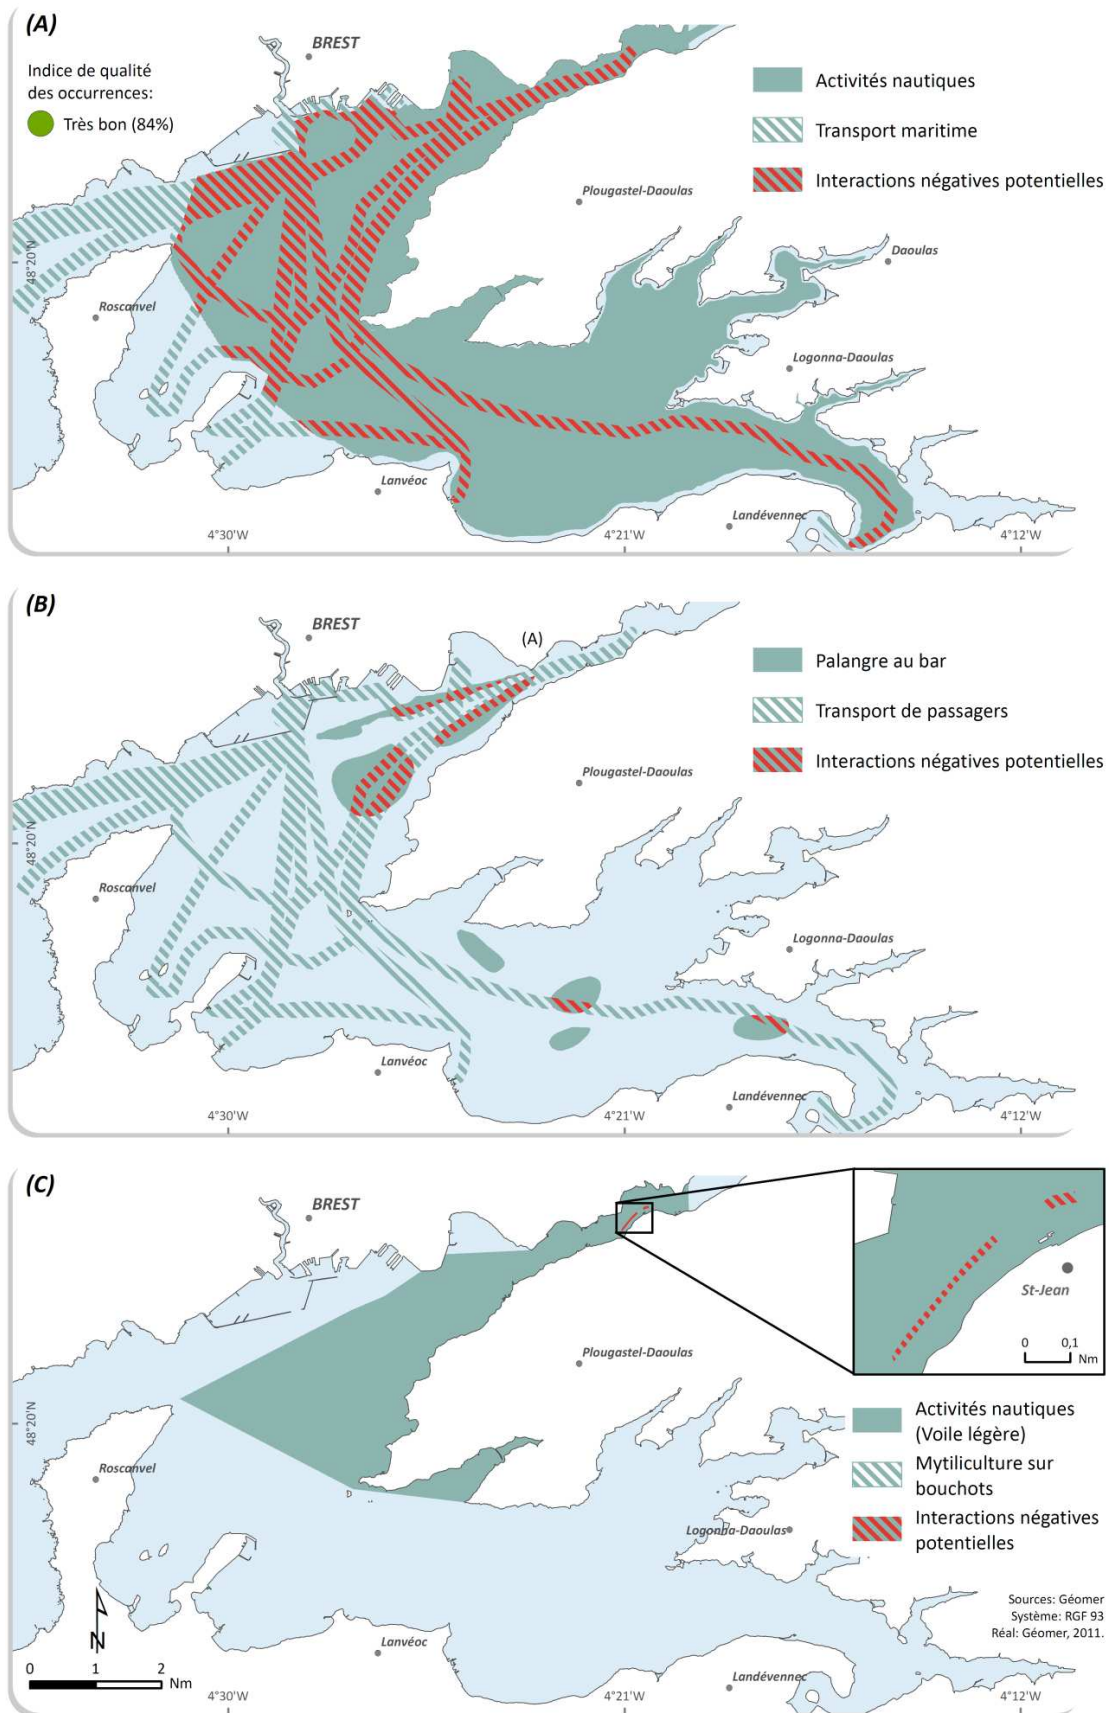 (A)
BREST
Indice de qualité
des occurrences:
Très bon (84%)
Activités nautiques
Transport maritime
Interactions négatives potentielles
Plougastel-Daoulas
Daoulas
48°20'N
Roscanvel
Logonna-Daoulas
Lanvéoc
Landévennec
4°30'W
4°21'W
4°12'W
(B)
BREST
(A)
Palangre au bar
Transport de passagers
Interactions négatives potentielles
Plougastel-Daoulas
48°20'N
Roscanvel
Logonna-Daoulas
Lanvéoc
Landévennec
4°30'W
4°21'W
4°12'W
(C)
BREST
St-Jean
0 0,1
Nm
Plougastel-Daoulas
48°20'N
Activités nautiques
(Voile légère)
Mytiliculture sur
bouchots
Interactions négatives
potentielles
Roscanvel
Logonna-Daoulas
Sources: Géomer
Système: RGF 93
Réal: Géomer, 2011.
N
Lanvéoc
0 1 2
Nm
Landévennec
4°30'W
4°21'W
4°12'W